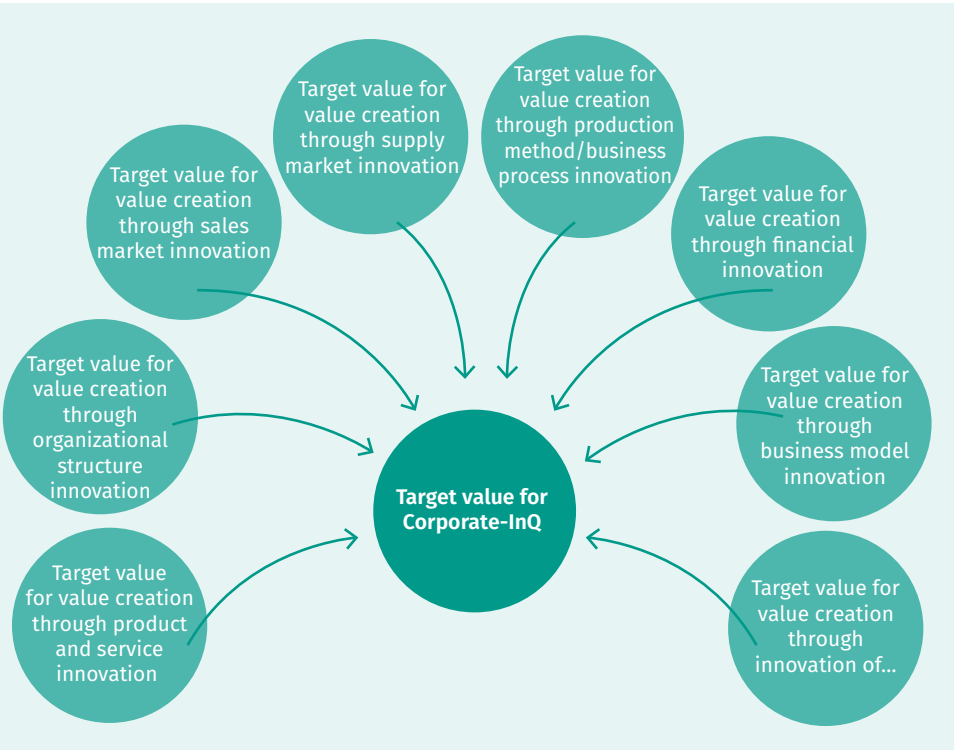 Target value for
value creation
through supply
market innovation
Target value for
value creation
through production
method/business
process innovation
Target value for
value creation
through sales
market innovation
Target value for
value creation
through financial
innovation
Target value for
value creation
through
organizational
structure
innovation
Target value for
value creation
through
business model
innovation
Target value for
Corporate-InQ
Target value
for value creation
through product
and service
innovation
Target value for
value creation
through
innovation of...